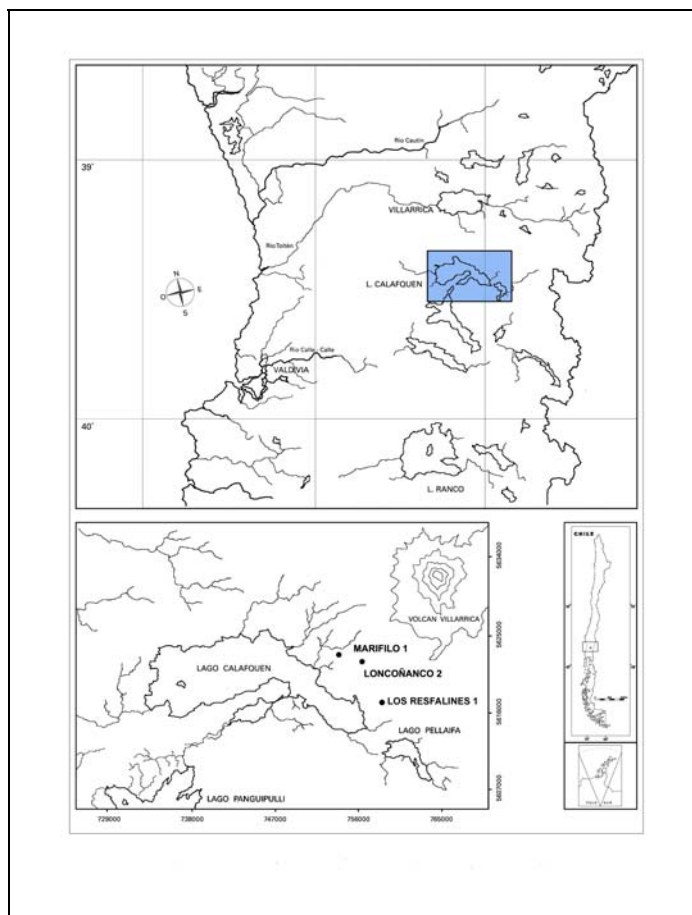 Río Cautín
39°
VILLARRICA
Río Toltén
L. CALAFQUEN
N
O
E
S
Río Calle - Calle
VALDIVIA
40°
L. RANCO
CHILE
5634000
VOLCAN VILLARRICA
5625000
MARIFILO 1
LAGO CALAFQUEN
LONCOÑANCO 2
LOS RESFALINES 1
5616000
LAGO PELLAIFA
5607000
LAGO PANGUIPULLI
729000
738000
747000
756000
765000